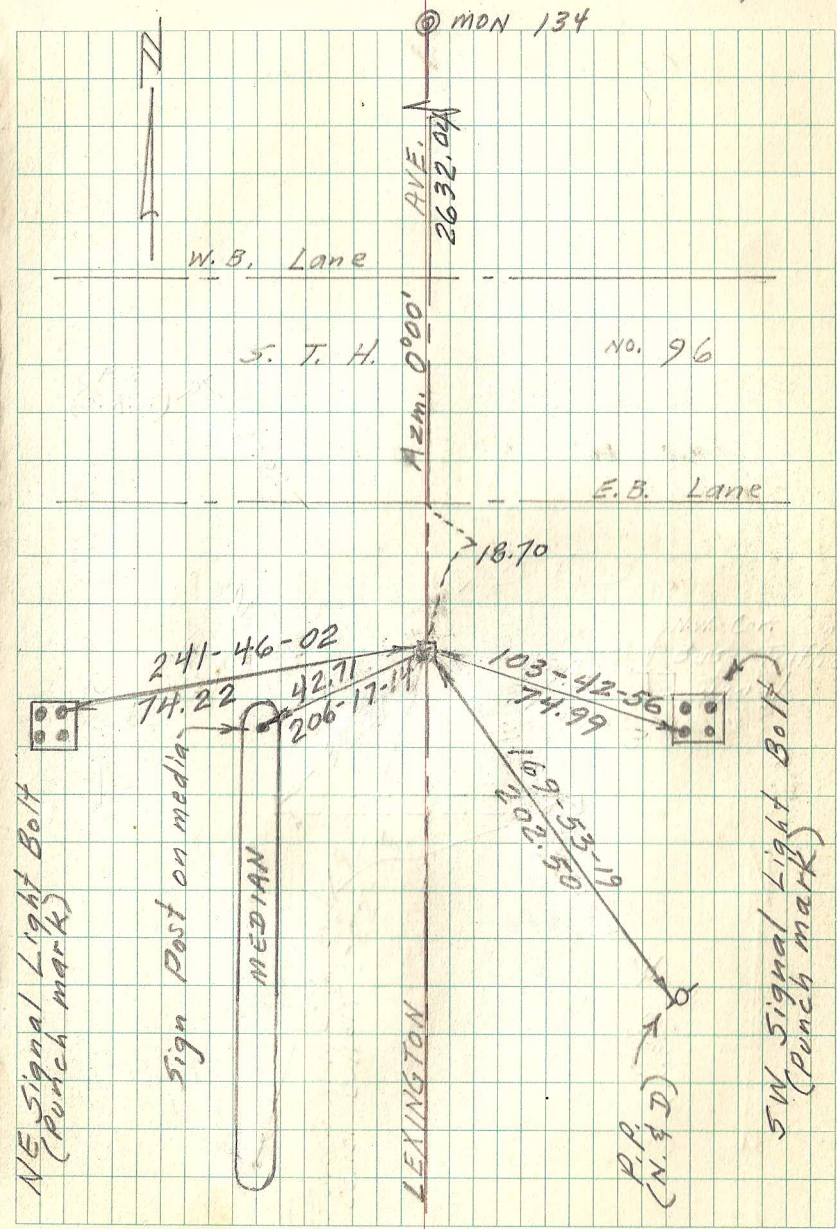 MON 134
N
LEXINGTON AVE.
2632.04
W.B. Lane
Azm. 0°00'
S. T. H. NO. 96
E.B. Lane
18.70
241-46-02
74.22
42.71
206-17-14
103-42-56
74.99
169-53-19
202.50
NE Signal Light Bolt
(Punch mark)
Sign Post on media
MEDIAN
P.P.
(N. & D)
SW Signal Light Bolt
(Punch mark)